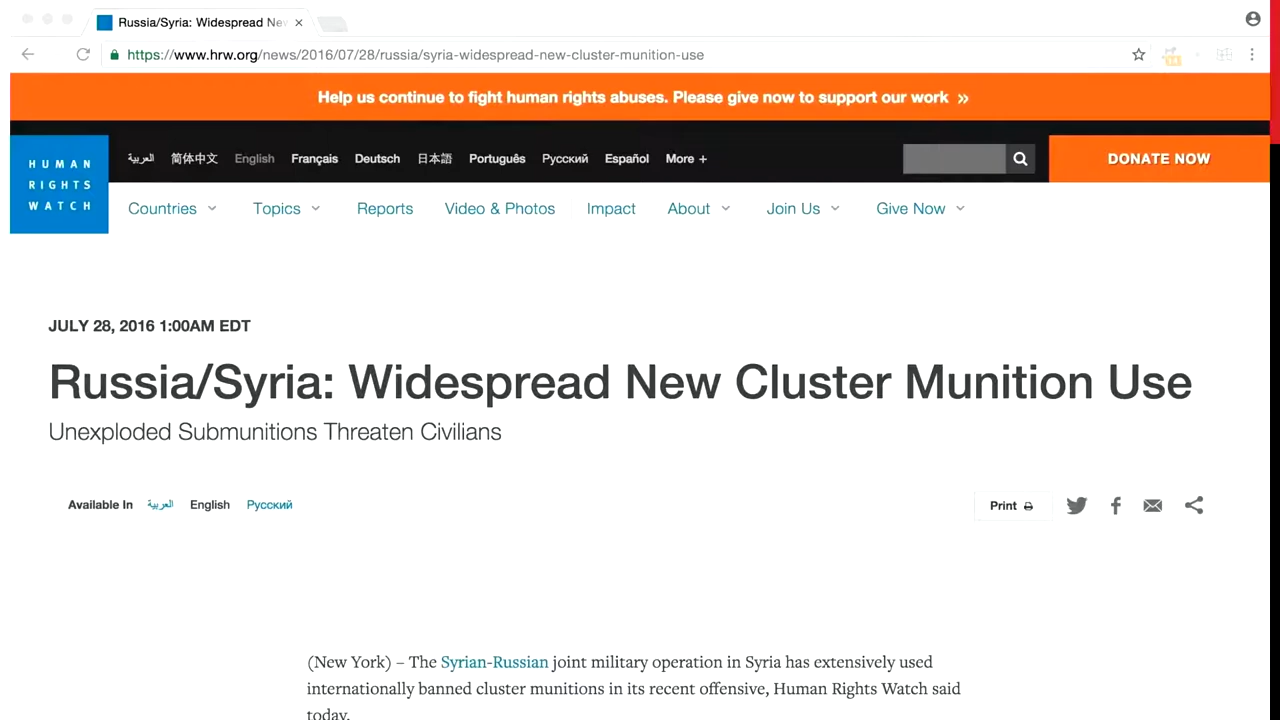 Russia/Syria: Widespread Ne
https://www.hrw.org/news/2016/07/28/russia/syria-widespread-new-cluster-munition-use
Help us continue to fight human rights abuses. Please give now to support our work »
HUMAN
RIGHTS
WATCH
العربية 简体中文 English Français Deutsch 日本語 Português Русский Español More +
DONATE NOW
Countries Topics Reports Video & Photos Impact About Join Us Give Now
JULY 28, 2016 1:00AM EDT
Russia/Syria: Widespread New Cluster Munition Use
Unexploded Submunitions Threaten Civilians
Available In العربية English Русский
Print
(New York) – The Syrian-Russian joint military operation in Syria has extensively used
internationally banned cluster munitions in its recent offensive, Human Rights Watch said
today.